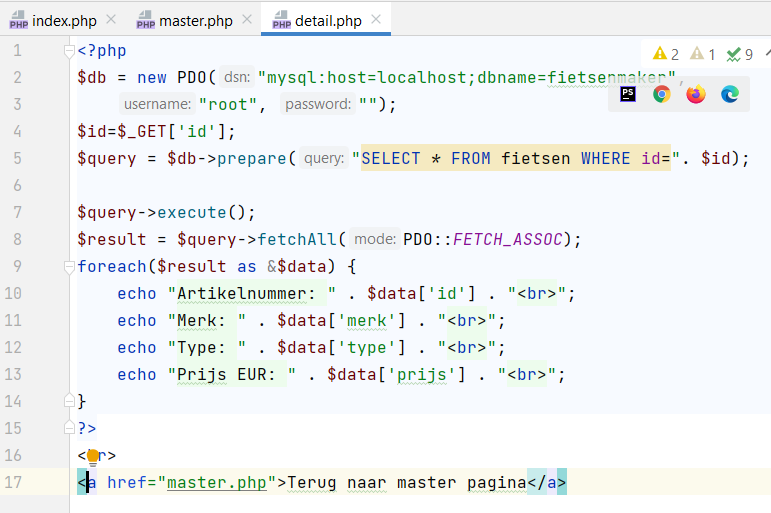 index.php master.php detail.php
1 <?php
2 $db = new PDO( dsn: "mysql:host=localhost;dbname=fietsenmaker",
3 username: "root", password: "");
4 $id=$_GET['id'];
5 $query = $db->prepare( query: "SELECT * FROM fietsen WHERE id=". $id);
6
7 $query->execute();
8 $result = $query->fetchAll( mode: PDO::FETCH_ASSOC);
9 foreach($result as &$data) {
10 echo "Artikelnummer: " . $data['id'] . "<br>";
11 echo "Merk: " . $data['merk'] . "<br>";
12 echo "Type: " . $data['type'] . "<br>";
13 echo "Prijs EUR: " . $data['prijs'] . "<br>";
14 }
15 ?>
16 <br>
17 <a href="master.php">Terug naar master pagina</a>
2 1 9
PS